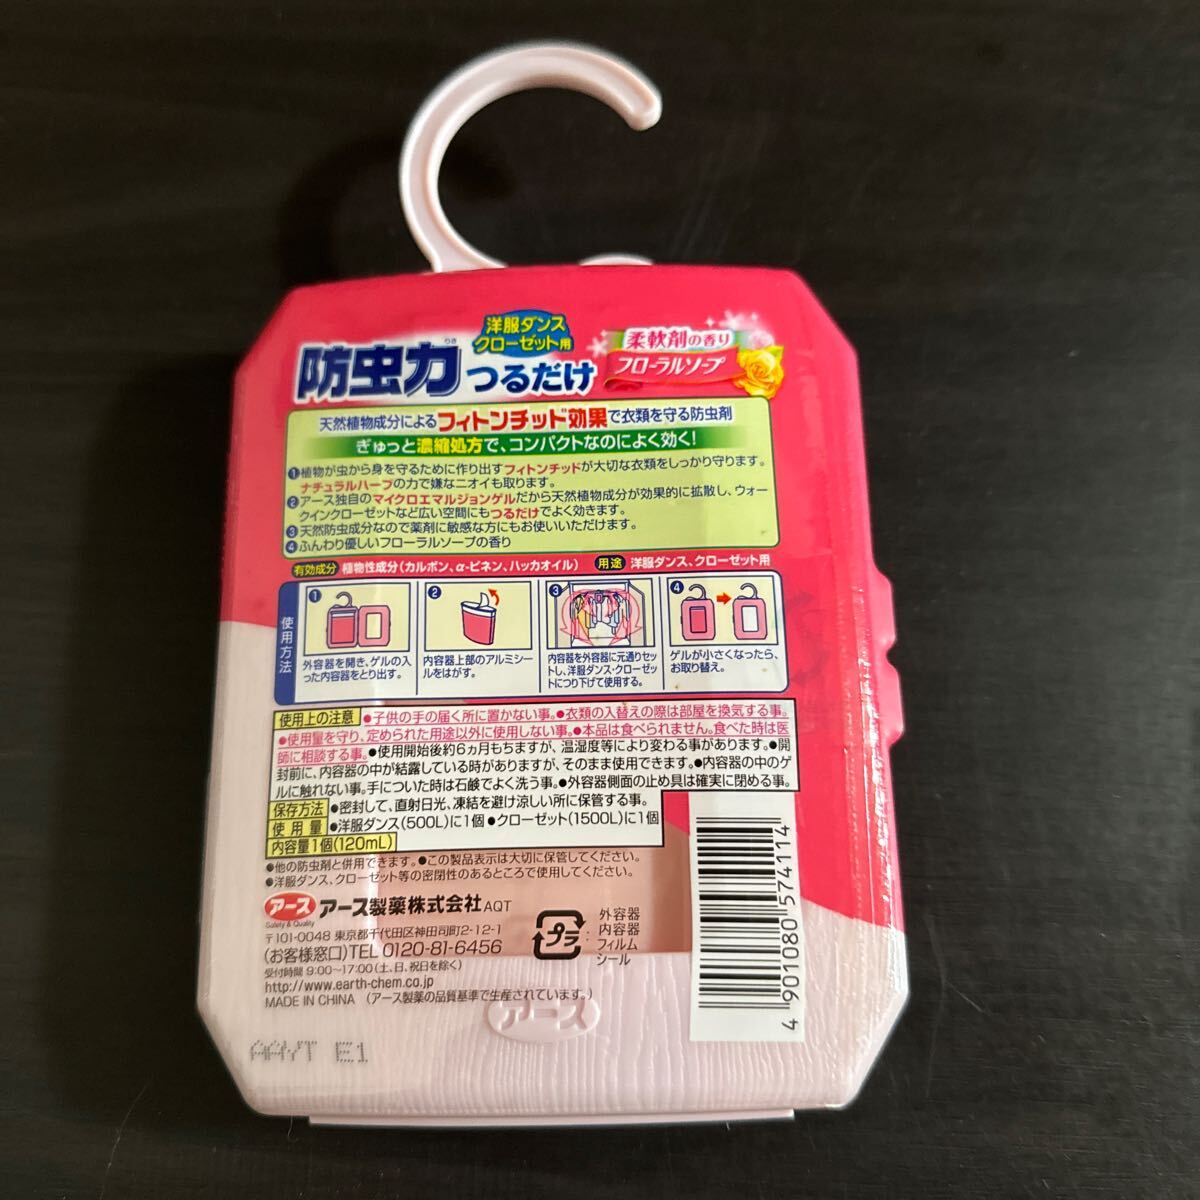 洋服ダンス
クローゼット用
防虫力 つるだけ
柔軟剤の香り
フローラルソープ
天然植物成分によるフィトンチッド効果で衣類を守る防虫剤
ぎゅっと濃縮処方で、コンパクトなのによく効く!
❶植物が虫から身を守るために作り出すフィトンチッドが大切な衣類をしっかり守ります。
ナチュラルハーブの力で嫌なニオイも取ります。
❷アース独自のマイクロエマルジョンゲルだから天然植物成分が効果的に拡散し、ウォー
クインクローゼットなど広い空間にもつるだけでよく効きます。
❸天然防虫成分なので薬剤に敏感な方にもお使いいただけます。
❹ふんわり優しいフローラルソープの香り
有効成分 植物性成分(カルボン、α-ピネン、ハッカオイル) 用途 洋服ダンス、クローゼット用
使用方法
❶
外容器を開き、ゲルの入
った内容器をとり出す。
❷
内容器上部のアルミシー
ルをはがす。
❸
内容器を外容器に元通りセッ
トし、洋服ダンス・クローゼッ
トにつり下げて使用する。
❹
ゲルが小さくなったら、
お取り替え。
使用上の注意 ●子供の手の届く所に置かない事。●衣類の入替えの際は部屋を換気する事。
●使用量を守り、定められた用途以外に使用しない事。●本品は食べられません。食べた時は医
師に相談する事。●使用開始後約6ヵ月もちますが、温湿度等により変わる事があります。●開
封前に、内容器の中が結露している時がありますが、そのまま使用できます。●内容器の中のゲ
ルに触れない事。手についた時は石鹸でよく洗う事。●外容器側面の止め具は確実に閉める事。
保存方法 ●密封して、直射日光、凍結を避け涼しい所に保管する事。
使用量 ●洋服ダンス(500L)に1個 ●クローゼット(1500L)に1個
内容量1個(120mL)
●他の防虫剤と併用できます。●この製品表示は大切に保管してください。
●洋服ダンス、クローゼット等の密閉性のあるところで使用してください。
アース アース製薬株式会社 AQT
Safety & Quality
〒101-0048 東京都千代田区神田司町2-12-1
(お客様窓口)TEL 0120-81-6456
受付時間 9:00~17:00(土、日、祝日を除く)
http://www.earth-chem.co.jp
MADE IN CHINA (アース製薬の品質基準で生産されています。)
プラ
外容器
内容器
フィルム
シール
4 901080 574114
アース
AAYT E1